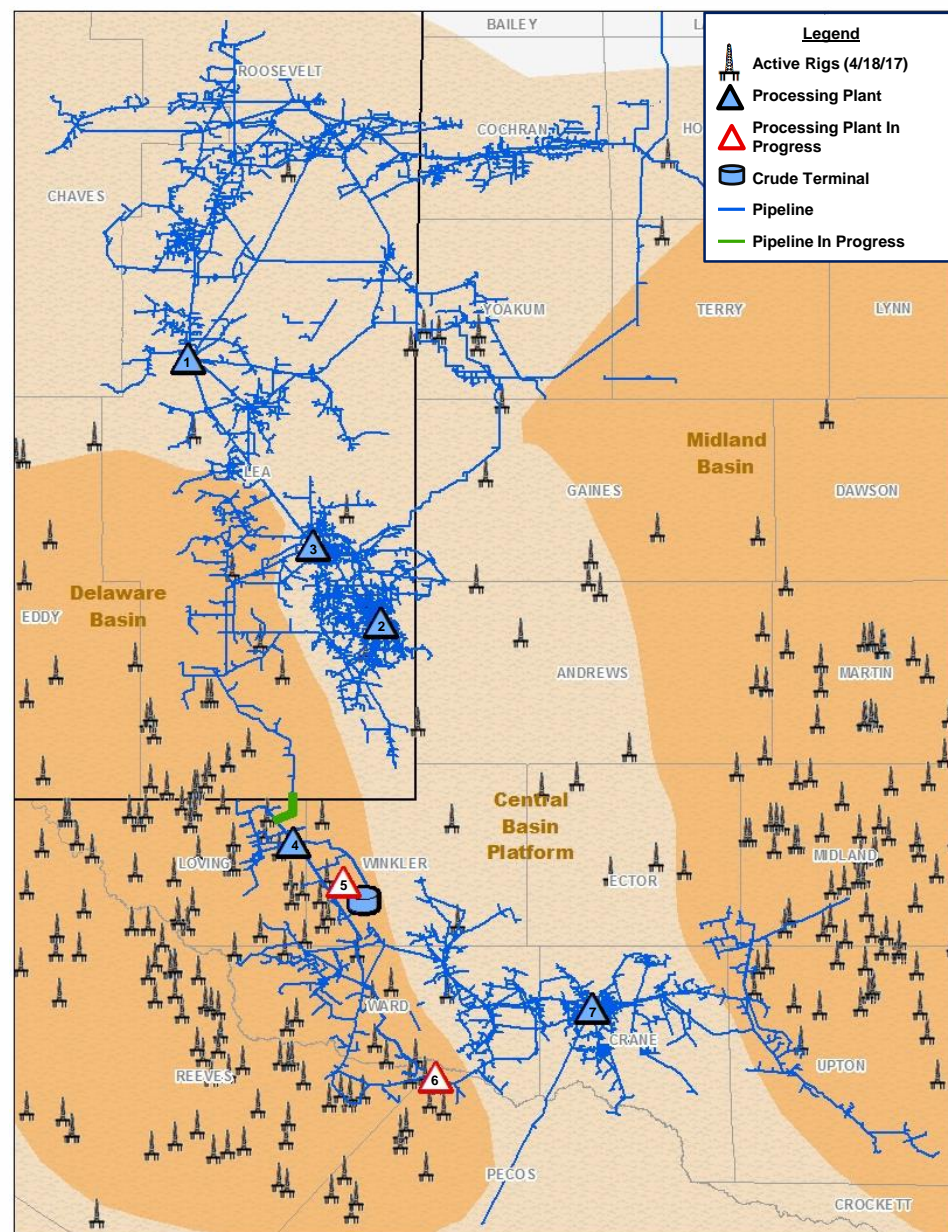 BAILEY
ROOSEVELT
COCHRAN
CHAVES
YOAKUM
TERRY
LYNN
1
LEA
Midland
Basin
GAINES
DAWSON
3
Delaware
Basin
EDDY
2
ANDREWS
MARTIN
Central
Basin
Platform
4
LOVING
WINKLER
MIDLAND
5
ECTOR
WARD
7
CRANE
REEVES
6
UPTON
PECOS
CROCKETT
Legend
Active Rigs (4/18/17)
Processing Plant
Processing Plant In
Progress
Crude Terminal
Pipeline
Pipeline In Progress